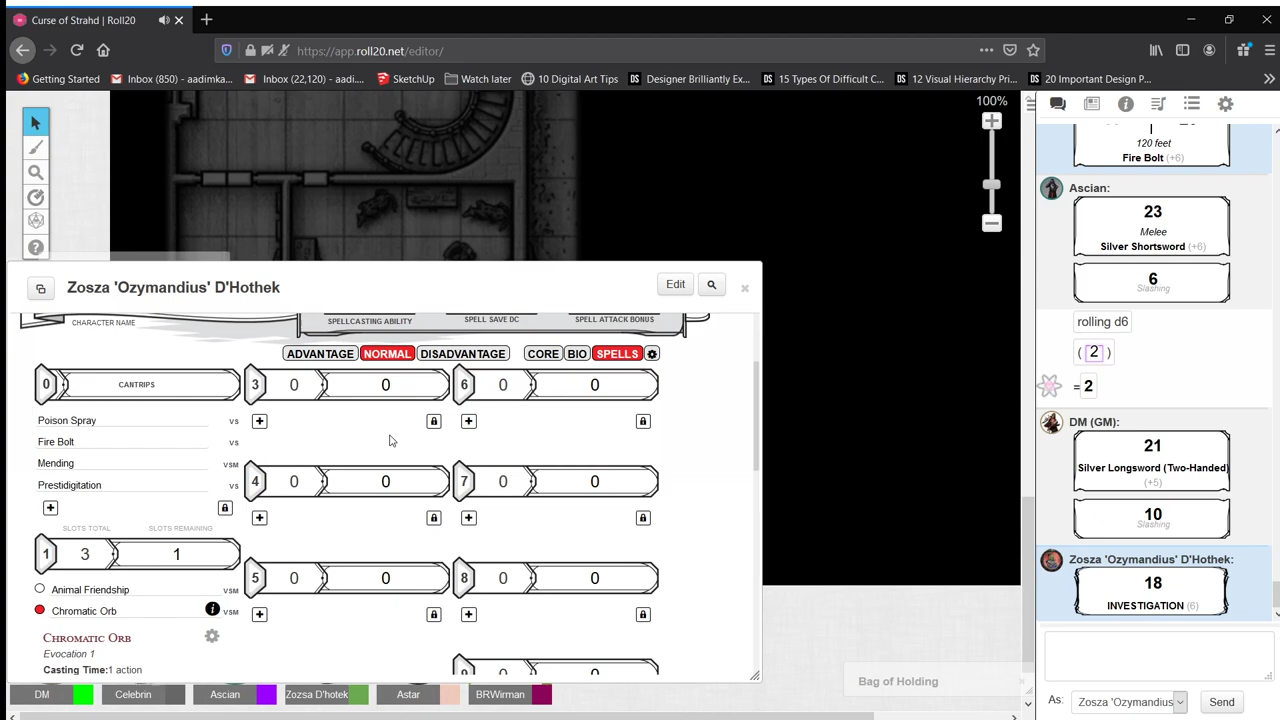 Curse of Strahd | Roll20
https://app.roll20.net/editor/
Getting Started
Inbox (850) - aadimka...
Inbox (22,120) - aadi...
SketchUp
Watch later
10 Digital Art Tips
DS Designer Brilliantly Ex...
DS 15 Types Of Difficult C...
DS 12 Visual Hierarchy Pri...
DS 20 Important Design P...
100%
Zosza 'Ozymandius' D'Hothek
Edit
CHARACTER NAME
SPELLCASTING ABILITY
SPELL SAVE DC
SPELL ATTACK BONUS
ADVANTAGE NORMAL DISADVANTAGE
CORE BIO SPELLS
0 CANTRIPS
Poison Spray VS
Fire Bolt VS
Mending VSM
Prestidigitation VS
SLOTS TOTAL SLOTS REMAINING
1 3 1
Animal Friendship VSM
Chromatic Orb VSM
CHROMATIC ORB
Evocation 1
Casting Time:1 action
3 0 0
4 0 0
5 0 0
6 0 0
7 0 0
8 0 0
9 0 0
120 feet
Fire Bolt (+6)
Ascian:
23
Melee
Silver Shortsword (+6)
6
Slashing
rolling d6
(2)
=2
DM (GM):
21
Silver Longsword (Two-Handed)
(+5)
10
Slashing
Zosza 'Ozymandius' D'Hothek:
18
INVESTIGATION (6)
Bag of Holding
As: Zosza 'Ozymandius
Send
DM
Celebrin
Ascian
Zozsa D'hotek
Astar
BRWirman